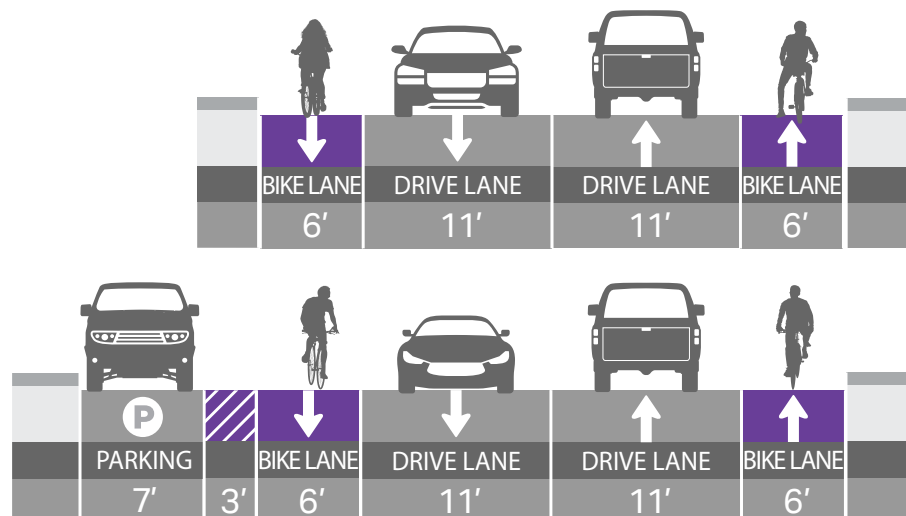 BIKE LANE DRIVE LANE DRIVE LANE BIKE LANE
6′ 11′ 11′ 6′
P
PARKING BIKE LANE DRIVE LANE DRIVE LANE BIKE LANE
7′ 3′ 6′ 11′ 11′ 6′